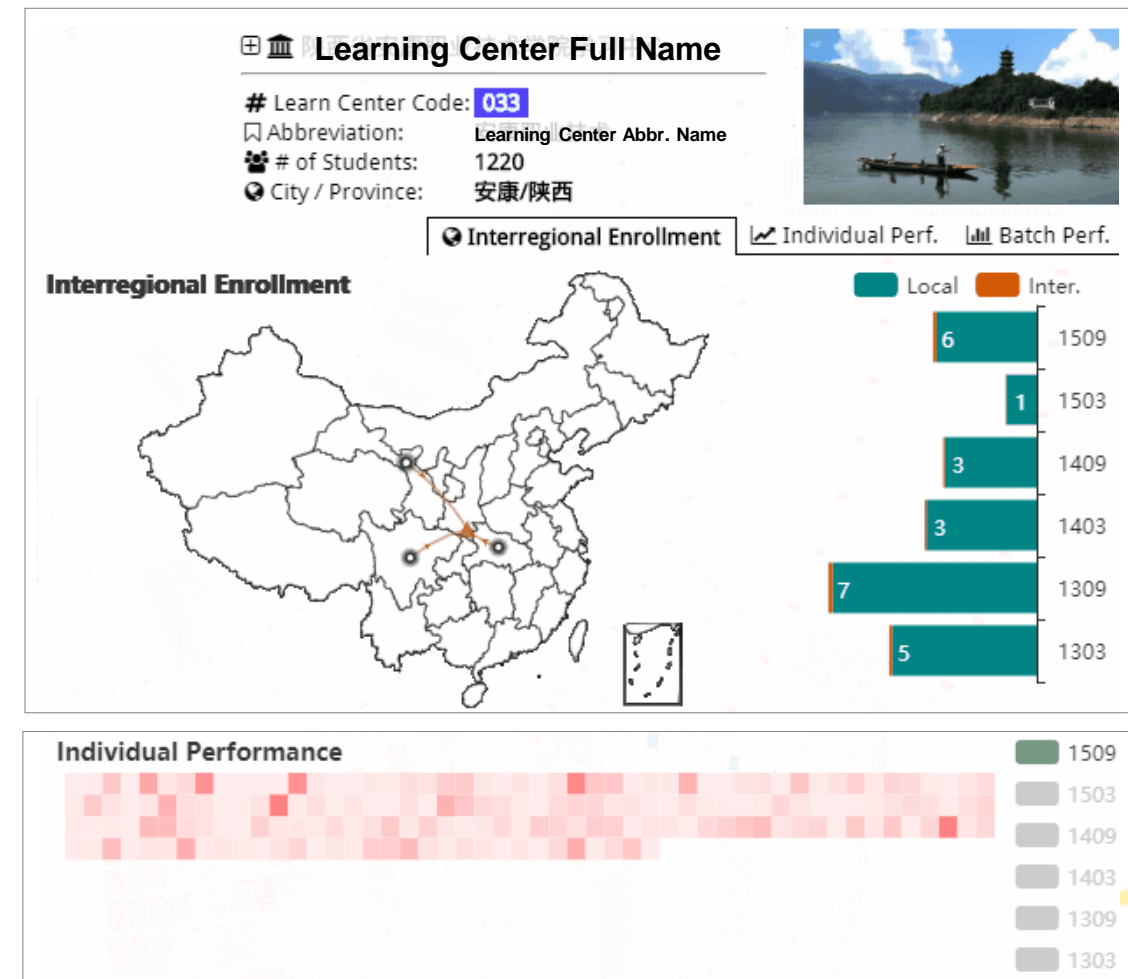 Learning Center Full Name
# Learn Center Code: 033
Abbreviation: Learning Center Abbr. Name
# of Students: 1220
City / Province: 安康/陕西
Interregional Enrollment Individual Perf. Batch Perf.
Interregional Enrollment
Local Inter.
6 1509
1 1503
3 1409
3 1403
7 1309
5 1303
Individual Performance
1509
1503
1409
1403
1309
1303